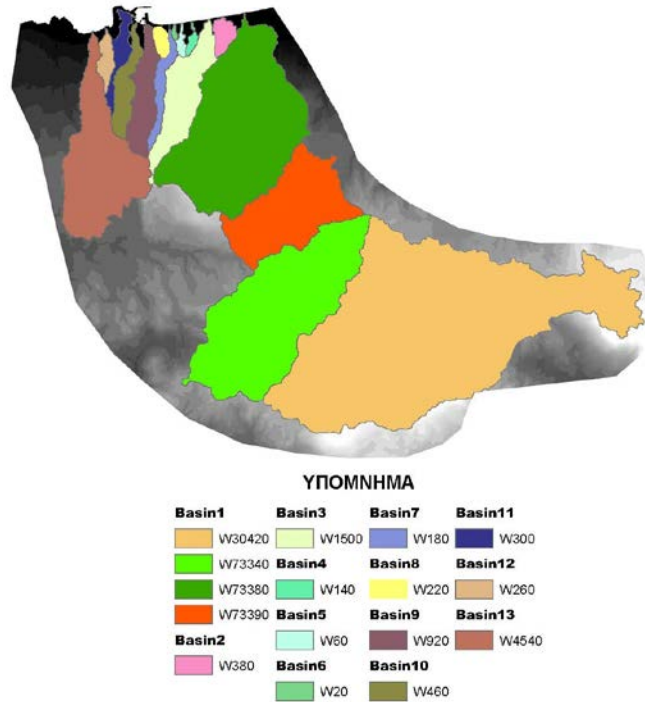 ΥΠΟΜΝΗΜΑ
Basin1
W30420
W73340
W73380
W73390
Basin2
W380
Basin3
W1500
Basin4
W140
Basin5
W60
Basin6
W20
Basin7
W180
Basin8
W220
Basin9
W920
Basin10
W460
Basin11
W300
Basin12
W260
Basin13
W4540